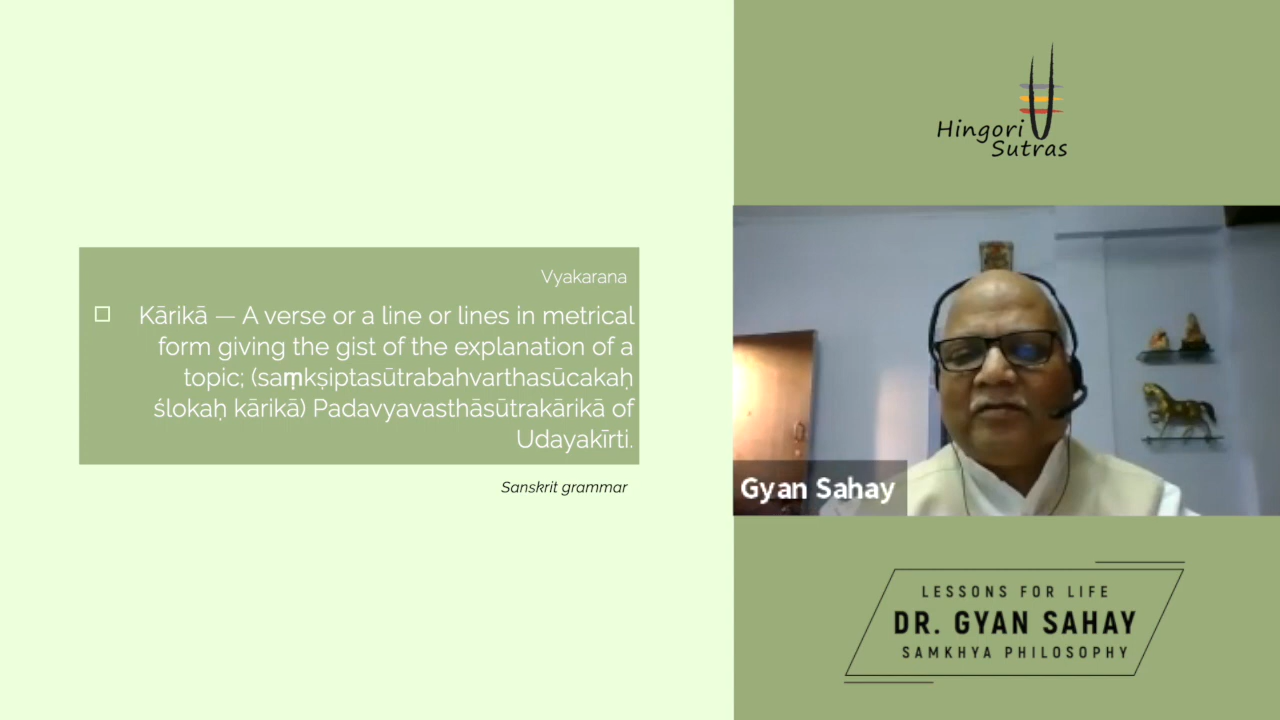 Vyakarana
Kārikā — A verse or a line or lines in metrical
form giving the gist of the explanation of a
topic; (saṃkṣiptasūtrabahvarthasūcakaḥ
ślokaḥ kārikā) Padavyavasthāsūtrakārikā of
Udayakīrti.
Sanskrit grammar
Hingori
Sutras
Gyan Sahay
LESSONS FOR LIFE
DR. GYAN SAHAY
SAMKHYA PHILOSOPHY